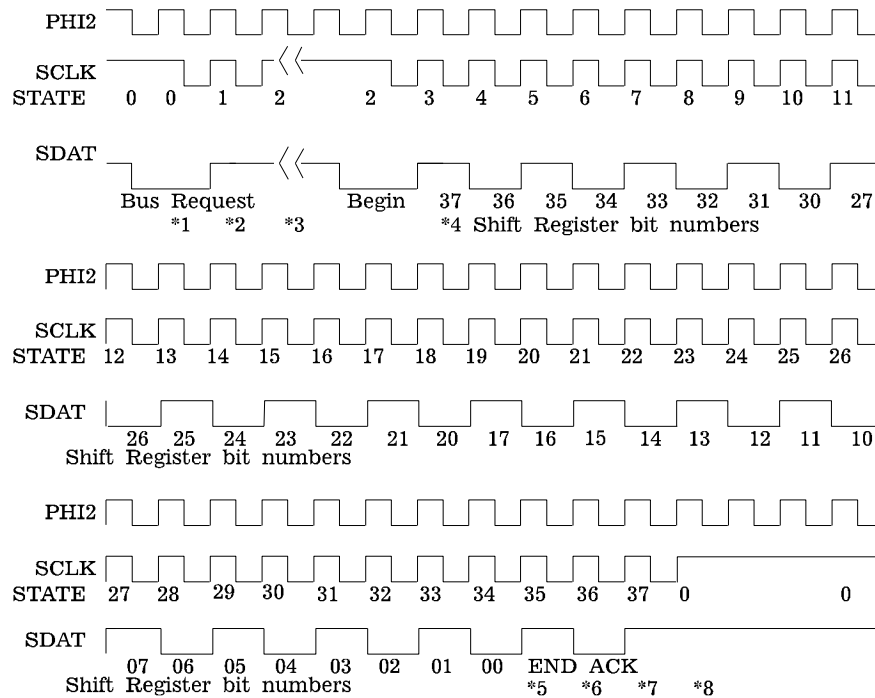 PHI2
SCLK
STATE 0 0 1 2 2 3 4 5 6 7 8 9 10 11
SDAT
Bus Request Begin 37 36 35 34 33 32 31 30 27
*1 *2 *3 *4 Shift Register bit numbers
PHI2
SCLK
STATE 12 13 14 15 16 17 18 19 20 21 22 23 24 25 26
SDAT
26 25 24 23 22 21 20 17 16 15 14 13 12 11 10
Shift Register bit numbers
PHI2
SCLK
STATE 27 28 29 30 31 32 33 34 35 36 37 0 0
SDAT
07 06 05 04 03 02 01 00 END ACK
Shift Register bit numbers *5 *6 *7 *8